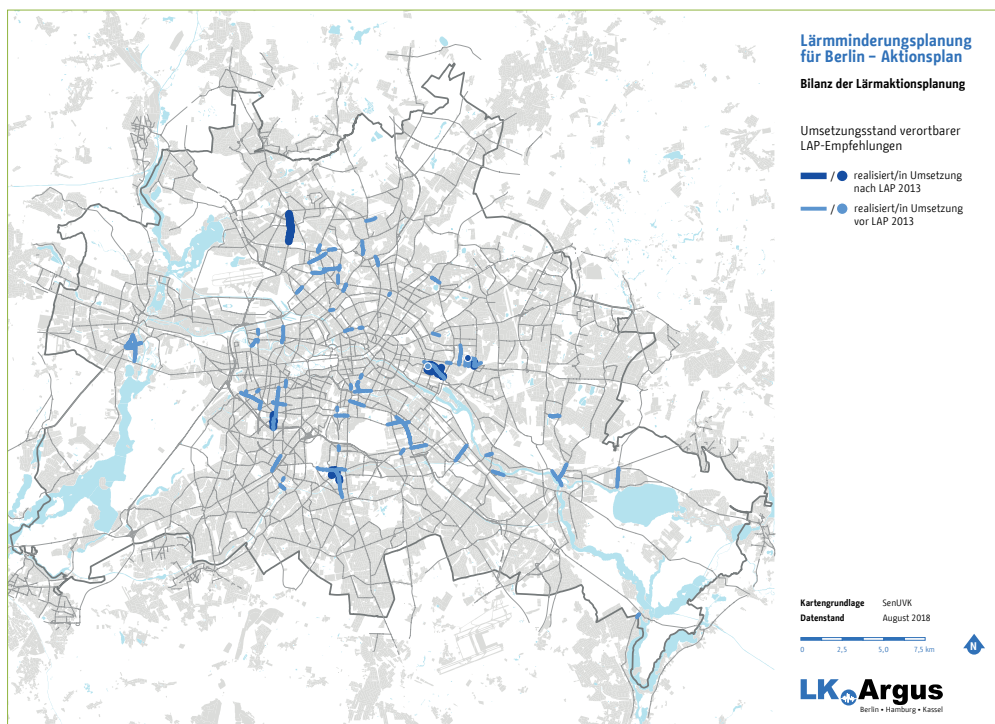 Lärmminderungsplanung
für Berlin – Aktionsplan
Bilanz der Lärmaktionsplanung
Umsetzungsstand verortbarer
LAP-Empfehlungen
/ realisiert/in Umsetzung
nach LAP 2013
/ realisiert/in Umsetzung
vor LAP 2013
Kartengrundlage SenUVK
Datenstand August 2018
0 2,5 5,0 7,5 km
N
LK Argus
Berlin • Hamburg • Kassel